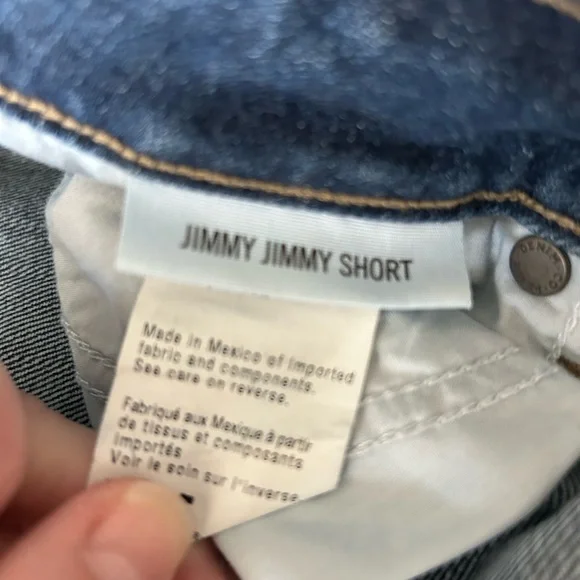 JIMMY JIMMY SHORT
DENIM
Made in Mexico of imported
fabric and components.
See care on reverse.
Fabriqué aux Mexique à partir
de tissus et composants
importés
Voir le soin sur l'inverse